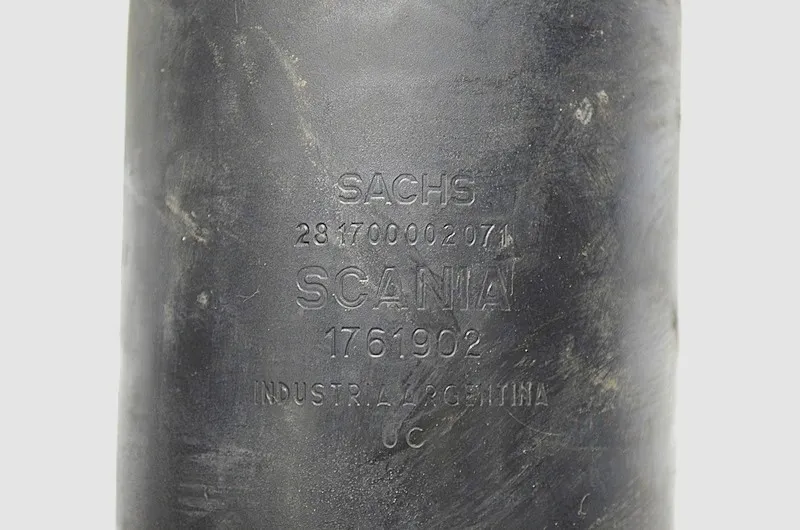 SACHS
281700002071
SCANIA
1761902
INDUSTRIA ARGENTINA
UC